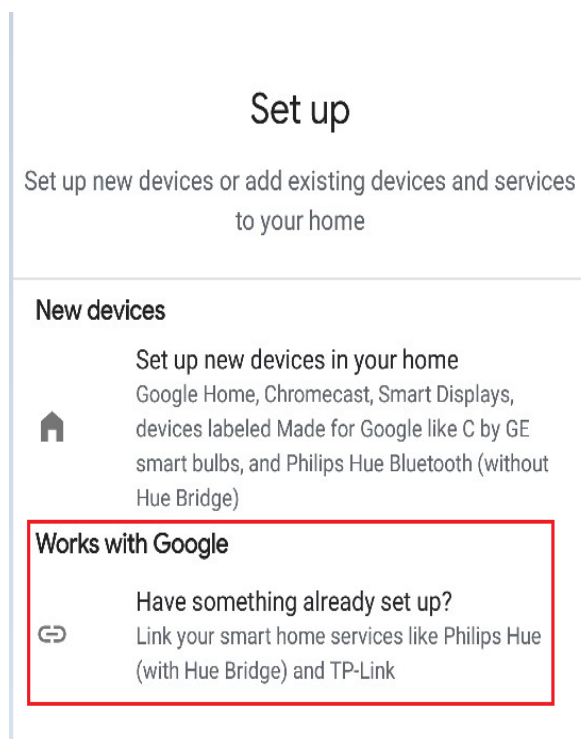 Set up
Set up new devices or add existing devices and services
to your home
New devices
Set up new devices in your home
Google Home, Chromecast, Smart Displays,
devices labeled Made for Google like C by GE
smart bulbs, and Philips Hue Bluetooth (without
Hue Bridge)
Works with Google
Have something already set up?
Link your smart home services like Philips Hue
(with Hue Bridge) and TP-Link